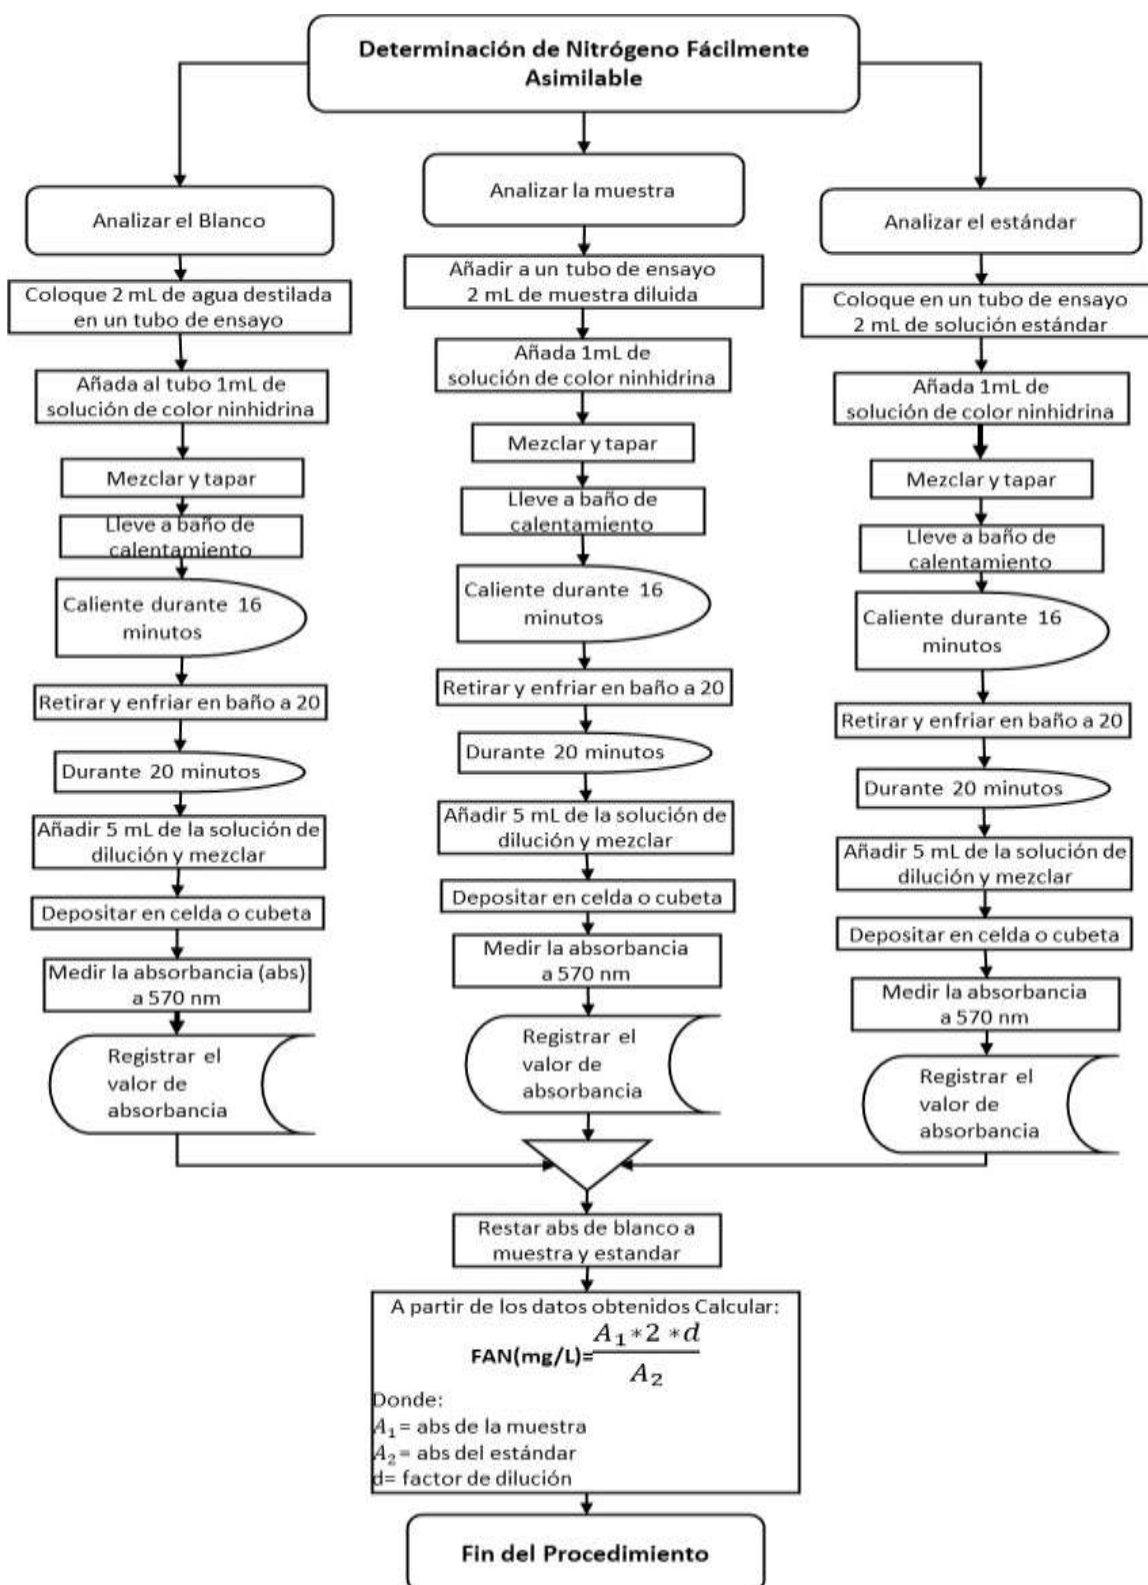 Determinación de Nitrógeno Fácilmente
Asimilable
Analizar el Blanco
Coloque 2 mL de agua destilada
en un tubo de ensayo
Añada al tubo 1mL de
solución de color ninhidrina
Mezclar y tapar
Lleve a baño de
calentamiento
Caliente durante 16
minutos
Retirar y enfriar en baño a 20
Durante 20 minutos
Añadir 5 mL de la solución de
dilución y mezclar
Depositar en celda o cubeta
Medir la absorbancia (abs)
a 570 nm
Registrar el
valor de
absorbancia
Analizar la muestra
Añadir a un tubo de ensayo
2 mL de muestra diluida
Añada 1mL de
solución de color ninhidrina
Mezclar y tapar
Lleve a baño de
calentamiento
Caliente durante 16
minutos
Retirar y enfriar en baño a 20
Durante 20 minutos
Añadir 5 mL de la solución de
dilución y mezclar
Depositar en celda o cubeta
Medir la absorbancia
a 570 nm
Registrar el
valor de
absorbancia
Analizar el estándar
Coloque en un tubo de ensayo
2 mL de solución estándar
Añada 1mL de
solución de color ninhidrina
Mezclar y tapar
Lleve a baño de
calentamiento
Caliente durante 16
minutos
Retirar y enfriar en baño a 20
Durante 20 minutos
Añadir 5 mL de la solución de
dilución y mezclar
Depositar en celda o cubeta
Medir la absorbancia
a 570 nm
Registrar el
valor de
absorbancia
Restar abs de blanco a
muestra y estandar
A partir de los datos obtenidos Calcular:
FAN(mg/L)= A₁ * 2 * d / A₂
Donde:
A₁= abs de la muestra
A₂= abs del estándar
d= factor de dilución
Fin del Procedimiento